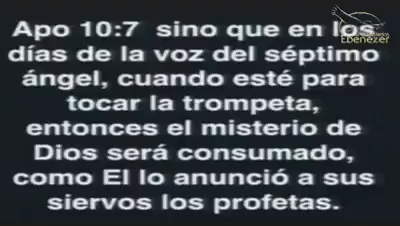 Ebenezer
Apo 10:7 sino que en los
días de la voz del séptimo
ángel, cuando esté para
tocar la trompeta,
entonces el misterio de
Dios será consumado,
como El lo anunció a sus
siervos los profetas.